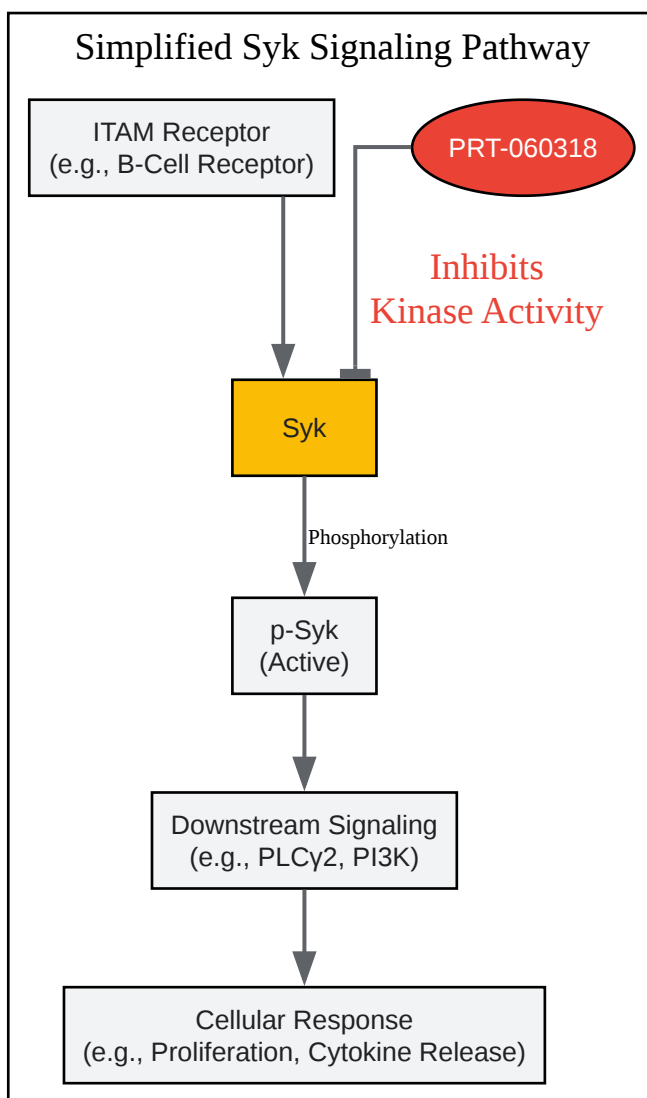 Simplified Syk Signaling Pathway
ITAM Receptor
(e.g., B-Cell Receptor)
PRT-060318
Inhibits
Kinase Activity
Syk
Phosphorylation
p-Syk
(Active)
Downstream Signaling
(e.g., PLCγ2, PI3K)
Cellular Response
(e.g., Proliferation, Cytokine Release)